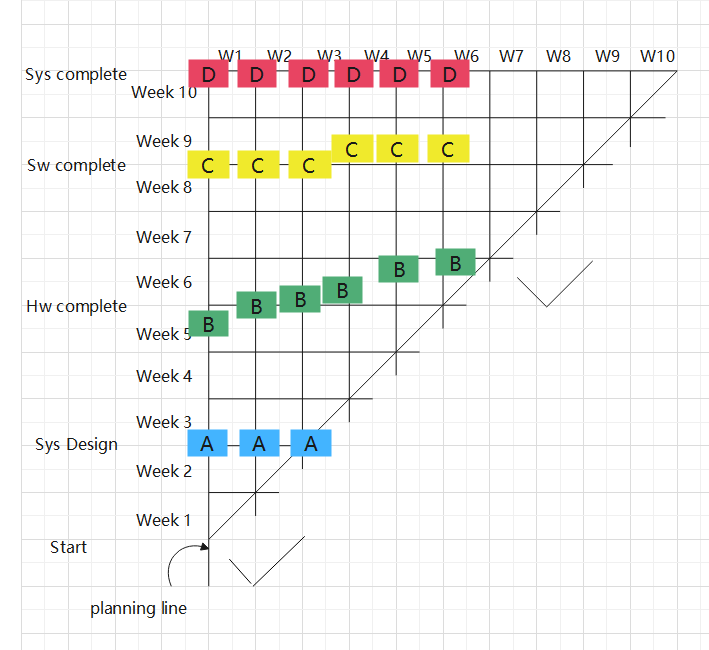 W1 W2 W3 W4 W5 W6 W7 W8 W9 W10
Sys complete D D D D D D
Week 10
Week 9
C C C
Sw complete C C C
Week 8
Week 7
B B
Week 6
B
Hw complete B B
B
Week 5
Week 4
Week 3
Sys Design A A A
Week 2
Week 1
Start
planning line